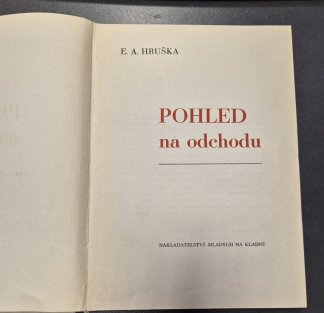 E. A. HRUŠKA
POHLED
na odchodu
NAKLADATELSTVÍ MLADÝCH NA KLADNĚ